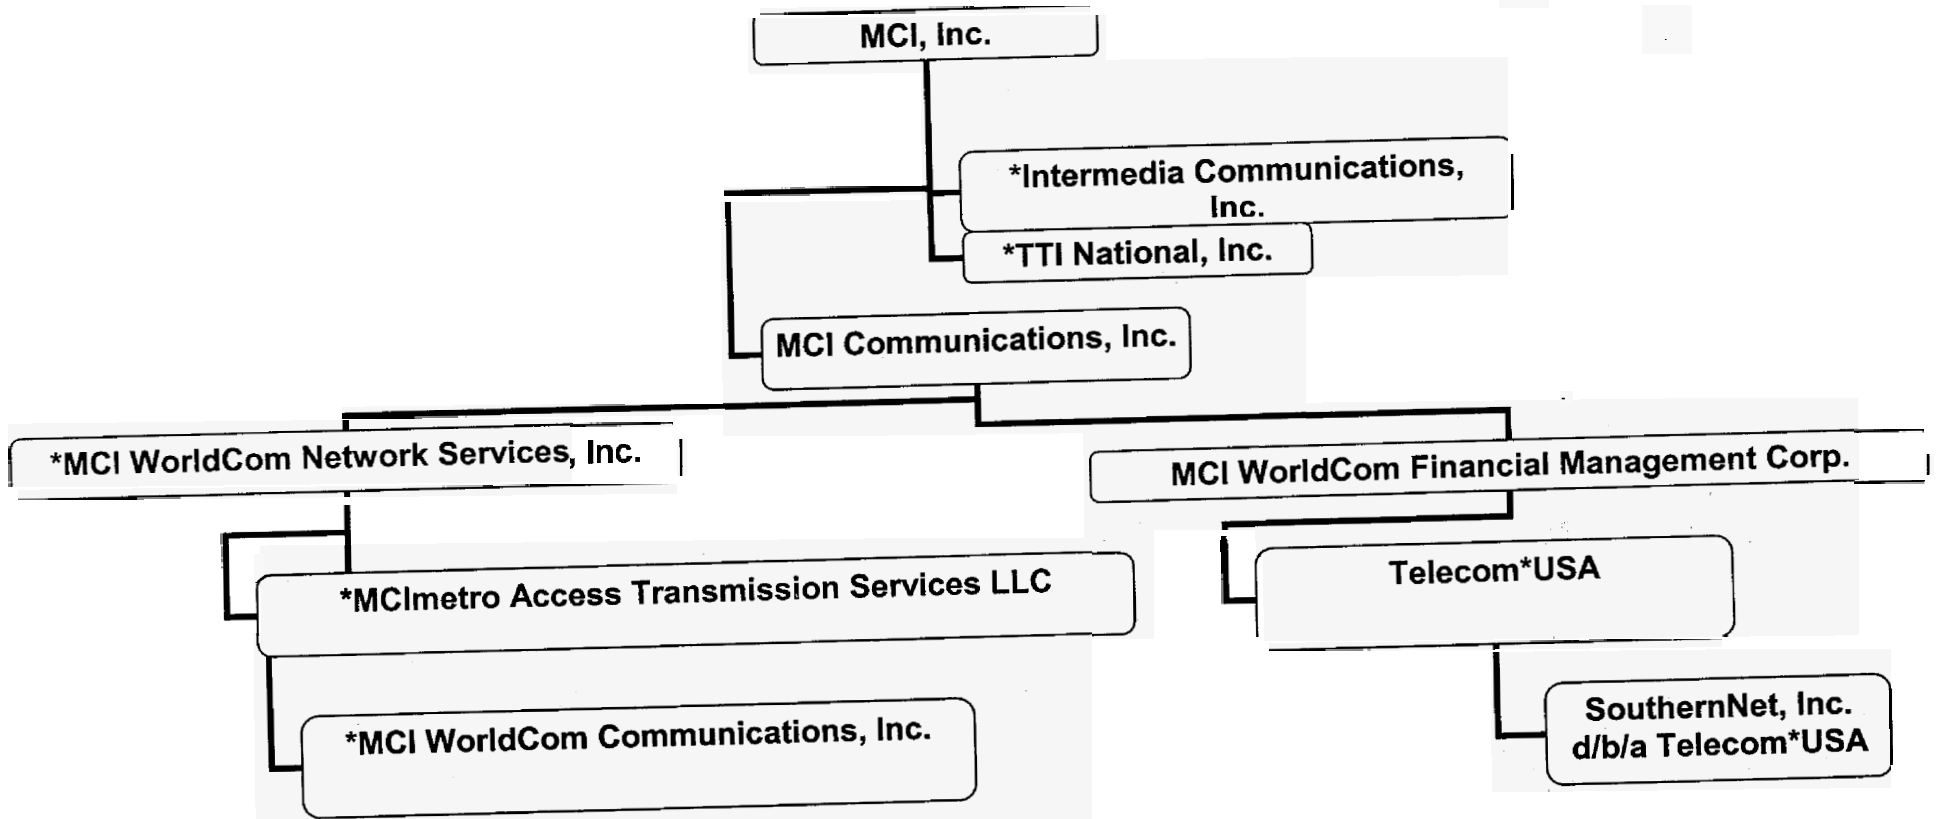 MCI, Inc.
*Intermedia Communications,
Inc.
*TTI National, Inc.
MCI Communications, Inc.
*MCI WorldCom Network Services, Inc.
MCI WorldCom Financial Management Corp.
*MCImetro Access Transmission Services LLC
Telecom*USA
*MCI WorldCom Communications, Inc.
SouthernNet, Inc.
d/b/a Telecom*USA